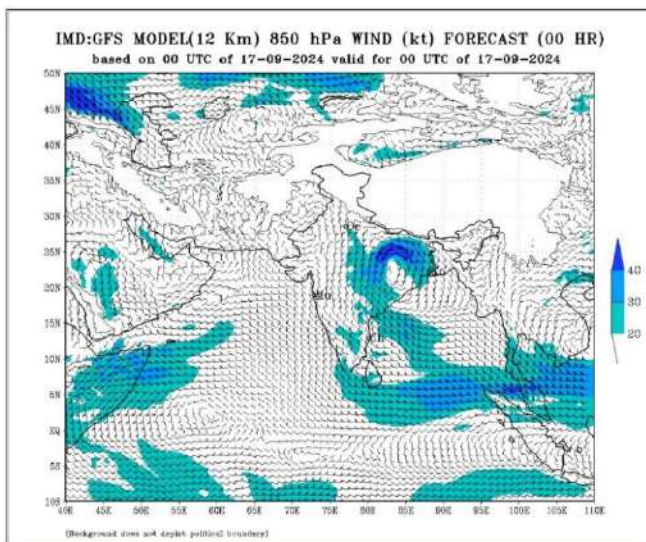 IMD:GFS MODEL(12 Km) 850 hPa WIND (kt) FORECAST (00 HR)
based on 00 UTC of 17-09-2024 valid for 00 UTC of 17-09-2024
50N
45N
40N
35N
30N
25N
20N
15N
10N
5N
EQ
5S
10S
40E 45E 50E 55E 60E 65E 70E 75E 80E 85E 90E 95E 100E 105E 110E
40
30
20
(Background does not depict political boundary)